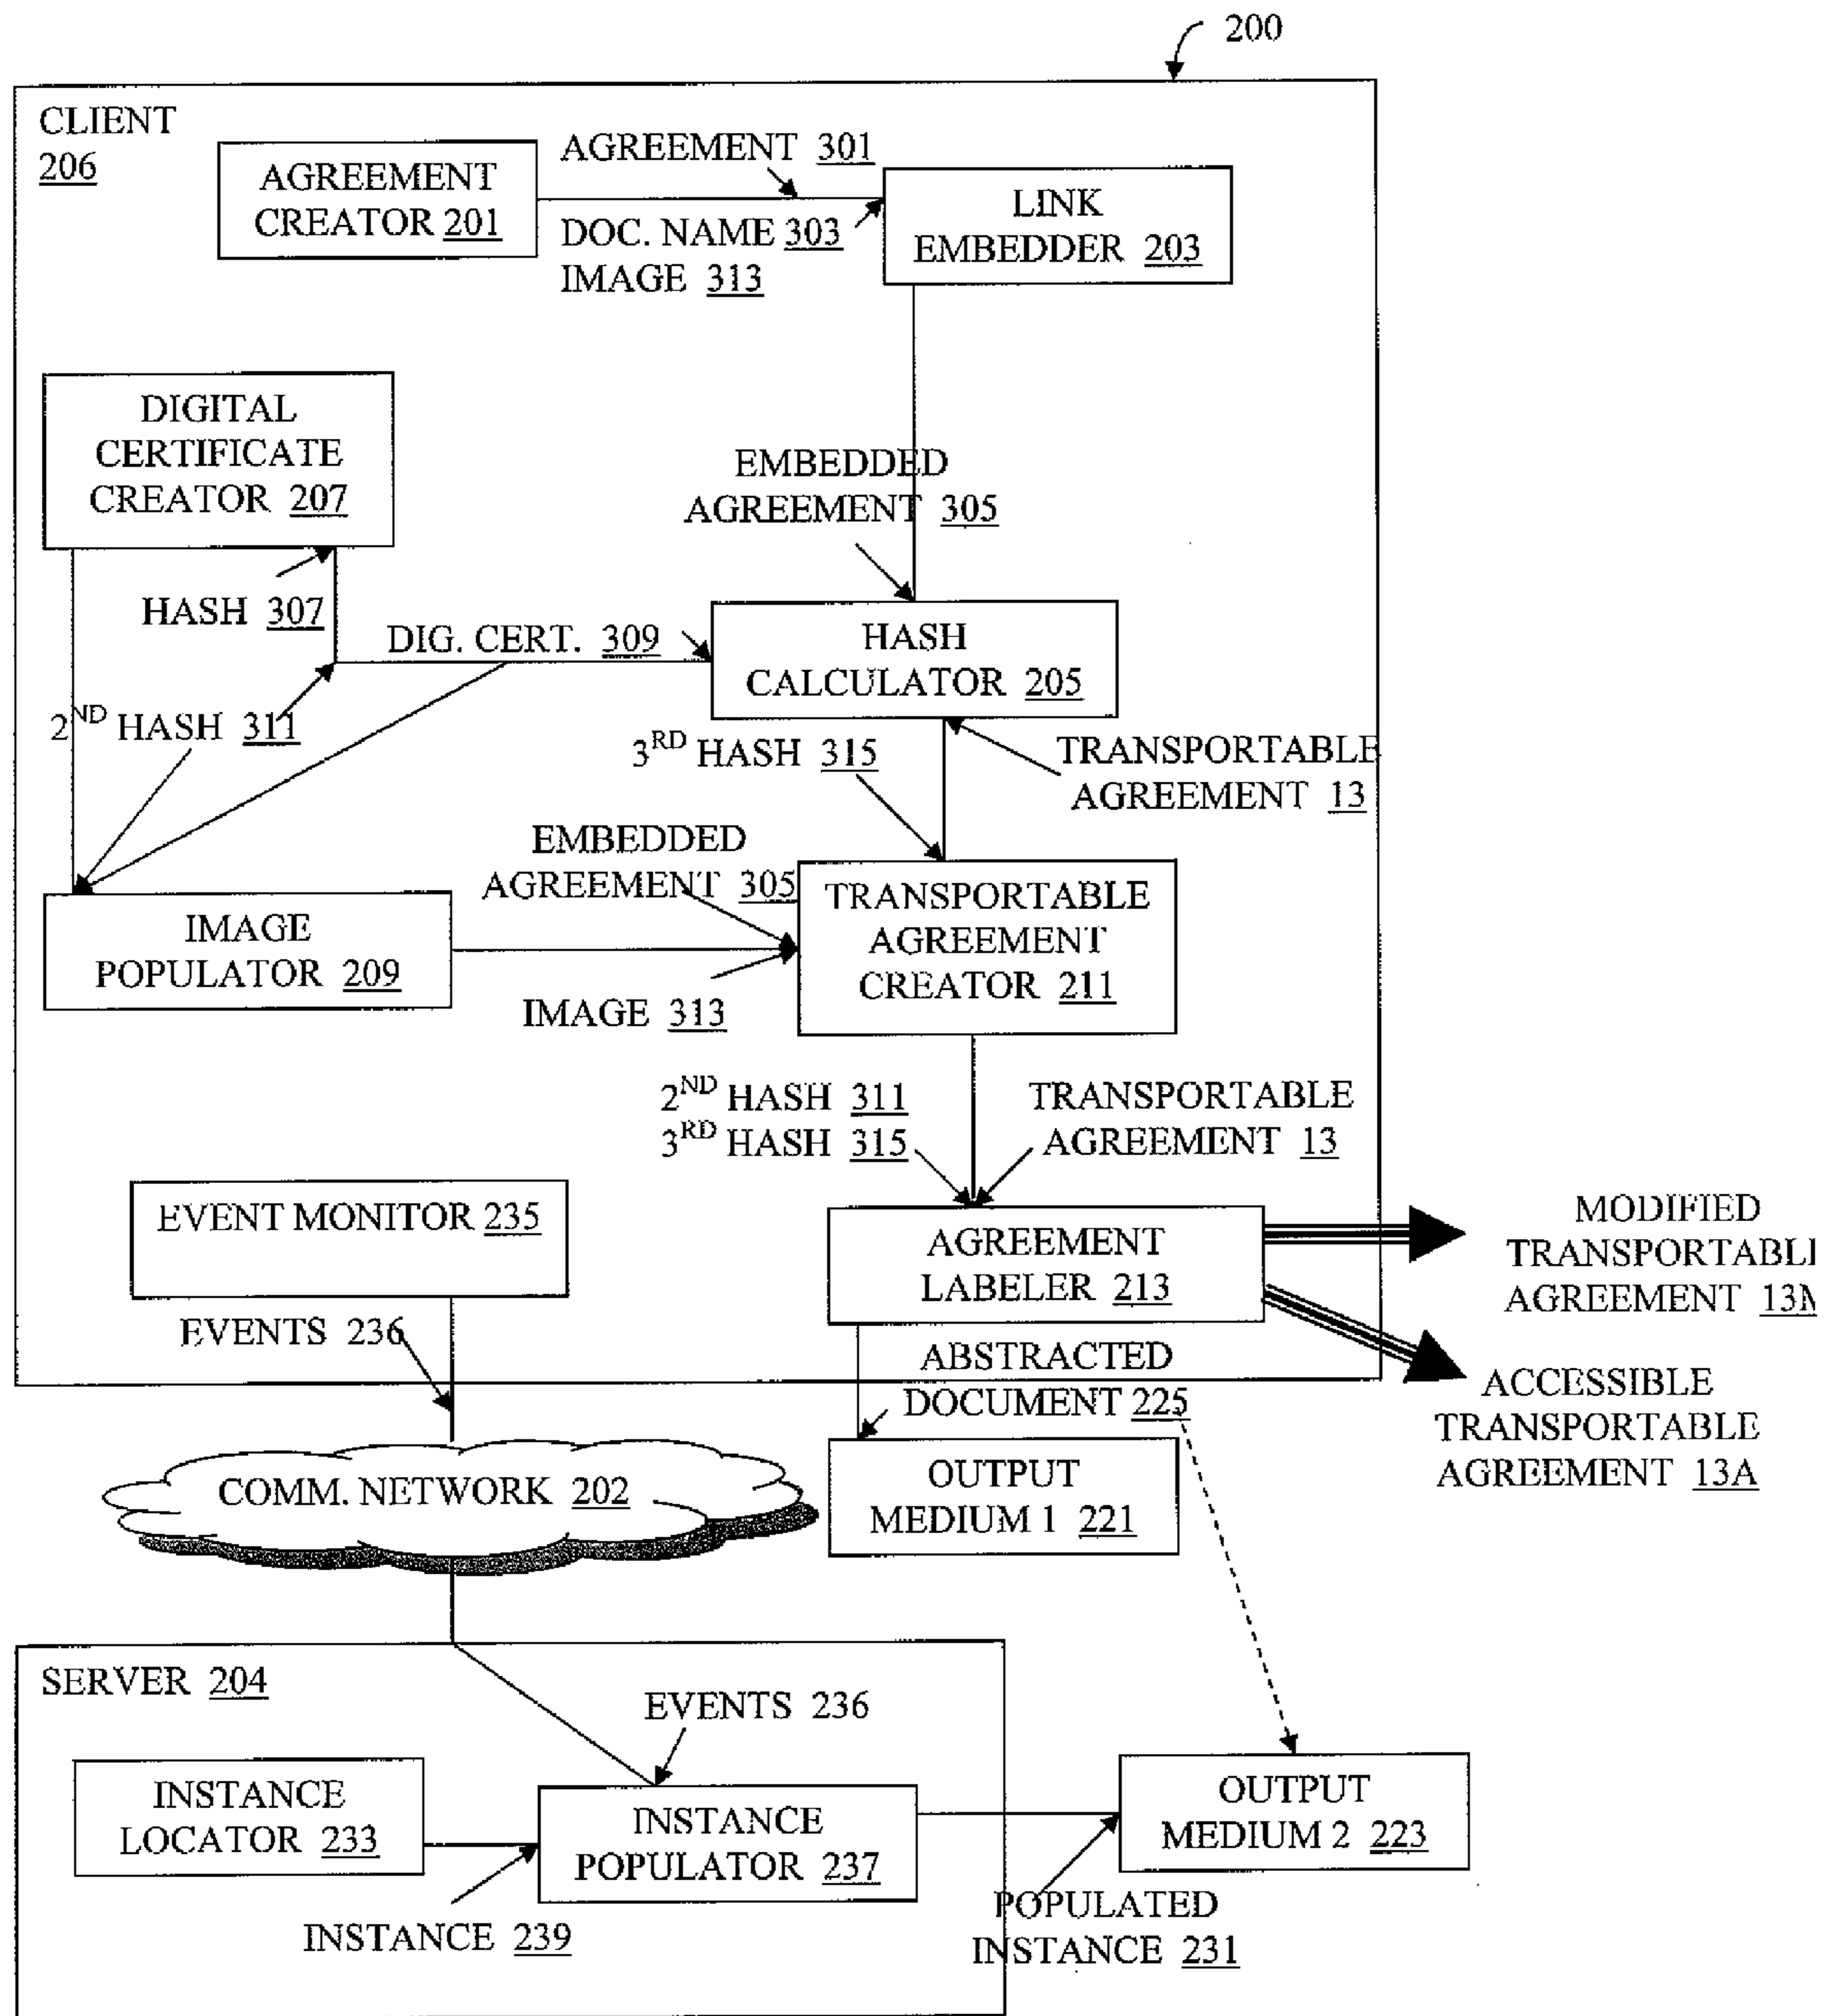 200
CLIENT
206
AGREEMENT
CREATOR 201
AGREEMENT 301
DOC. NAME 303
IMAGE 313
LINK
EMBEDDER 203
DIGITAL
CERTIFICATE
CREATOR 207
EMBEDDED
AGREEMENT 305
HASH 307
DIG. CERT. 309
HASH
CALCULATOR 205
2ND HASH 311
3RD HASH 315
TRANSPORTABLE
AGREEMENT 13
EMBEDDED
AGREEMENT 305
IMAGE
POPULATOR 209
IMAGE 313
TRANSPORTABLE
AGREEMENT
CREATOR 211
2ND HASH 311
3RD HASH 315
TRANSPORTABLE
AGREEMENT 13
EVENT MONITOR 235
AGREEMENT
LABELER 213
MODIFIED
TRANSPORTABL
AGREEMENT 13M
EVENTS 236
ABSTRACTED
DOCUMENT 225
ACCESSIBLE
TRANSPORTABLE
AGREEMENT 13A
COMM. NETWORK 202
OUTPUT
MEDIUM 1 221
SERVER 204
EVENTS 236
INSTANCE
LOCATOR 233
INSTANCE
POPULATOR 237
OUTPUT
MEDIUM 2 223
INSTANCE 239
POPULATED
INSTANCE 231